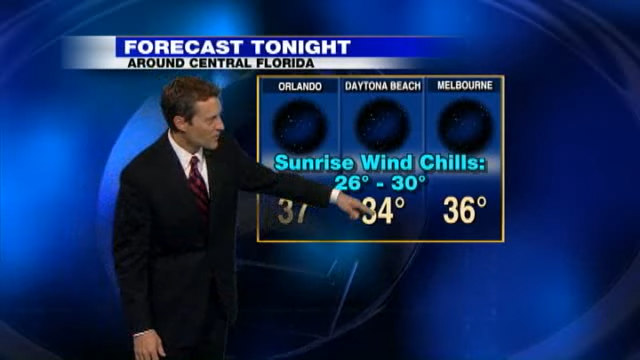 FORECAST TONIGHT
AROUND CENTRAL FLORIDA
ORLANDO DAYTONA BEACH MELBOURNE
Sunrise Wind Chills:
26° - 30°
37 34° 36°